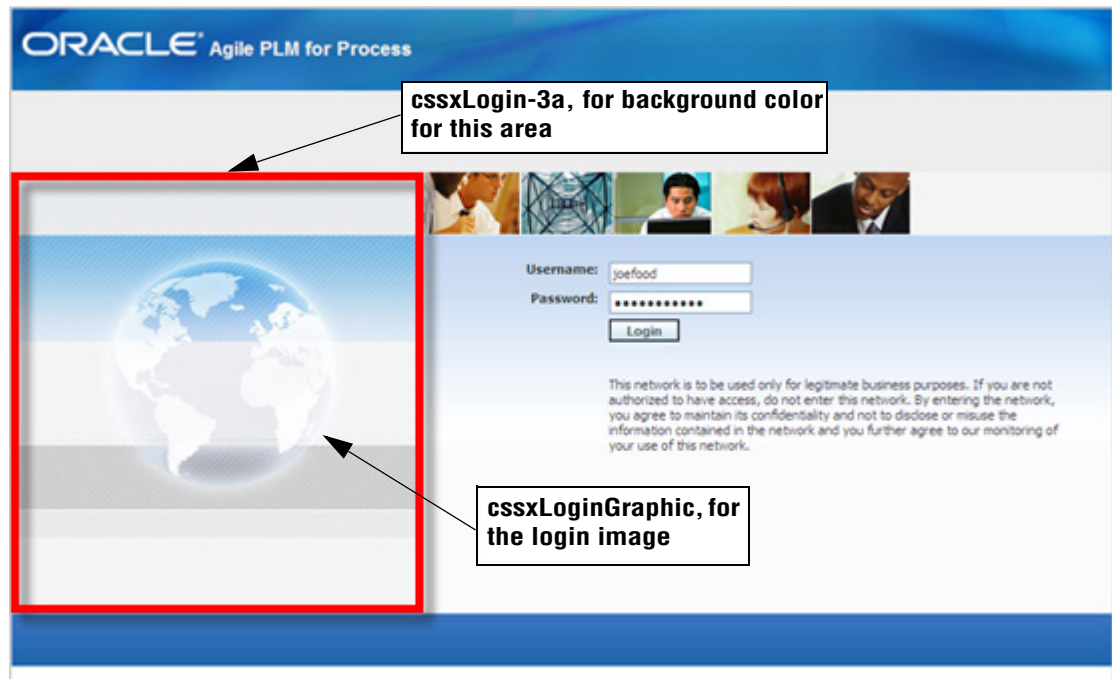 ORACLE® Agile PLM for Process
cssxLogin-3a, for background color
for this area
Username: joefood
Password: •••••••••••
Login
This network is to be used only for legitimate business purposes. If you are not
authorized to have access, do not enter this network. By entering the network,
you agree to maintain its confidentiality and not to disclose or misuse the
information contained in the network and you further agree to our monitoring of
your use of this network.
cssxLoginGraphic, for
the login image